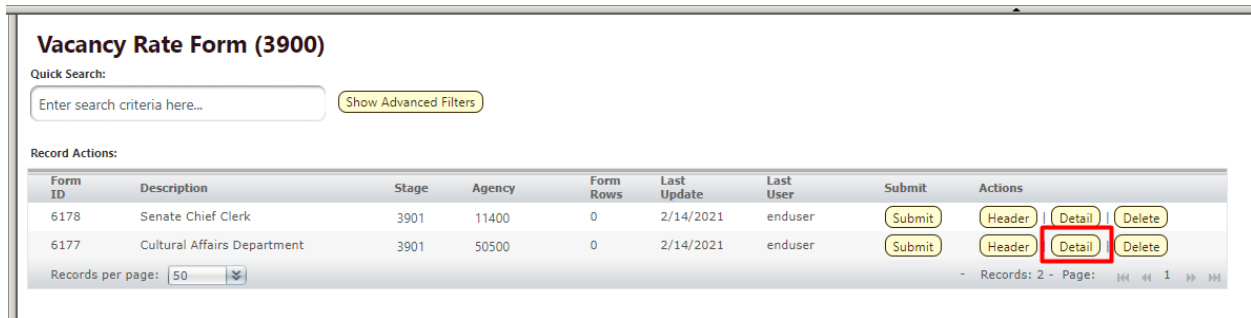 Vacancy Rate Form (3900)
Quick Search:
Enter search criteria here... Show Advanced Filters
Record Actions:
Form ID Description Stage Agency Form Rows Last Update Last User Submit Actions
6178 Senate Chief Clerk 3901 11400 0 2/14/2021 enduser Submit Header | Detail | Delete
6177 Cultural Affairs Department 3901 50500 0 2/14/2021 enduser Submit Header | Detail | Delete
Records per page: 50 - Records: 2 - Page: 1